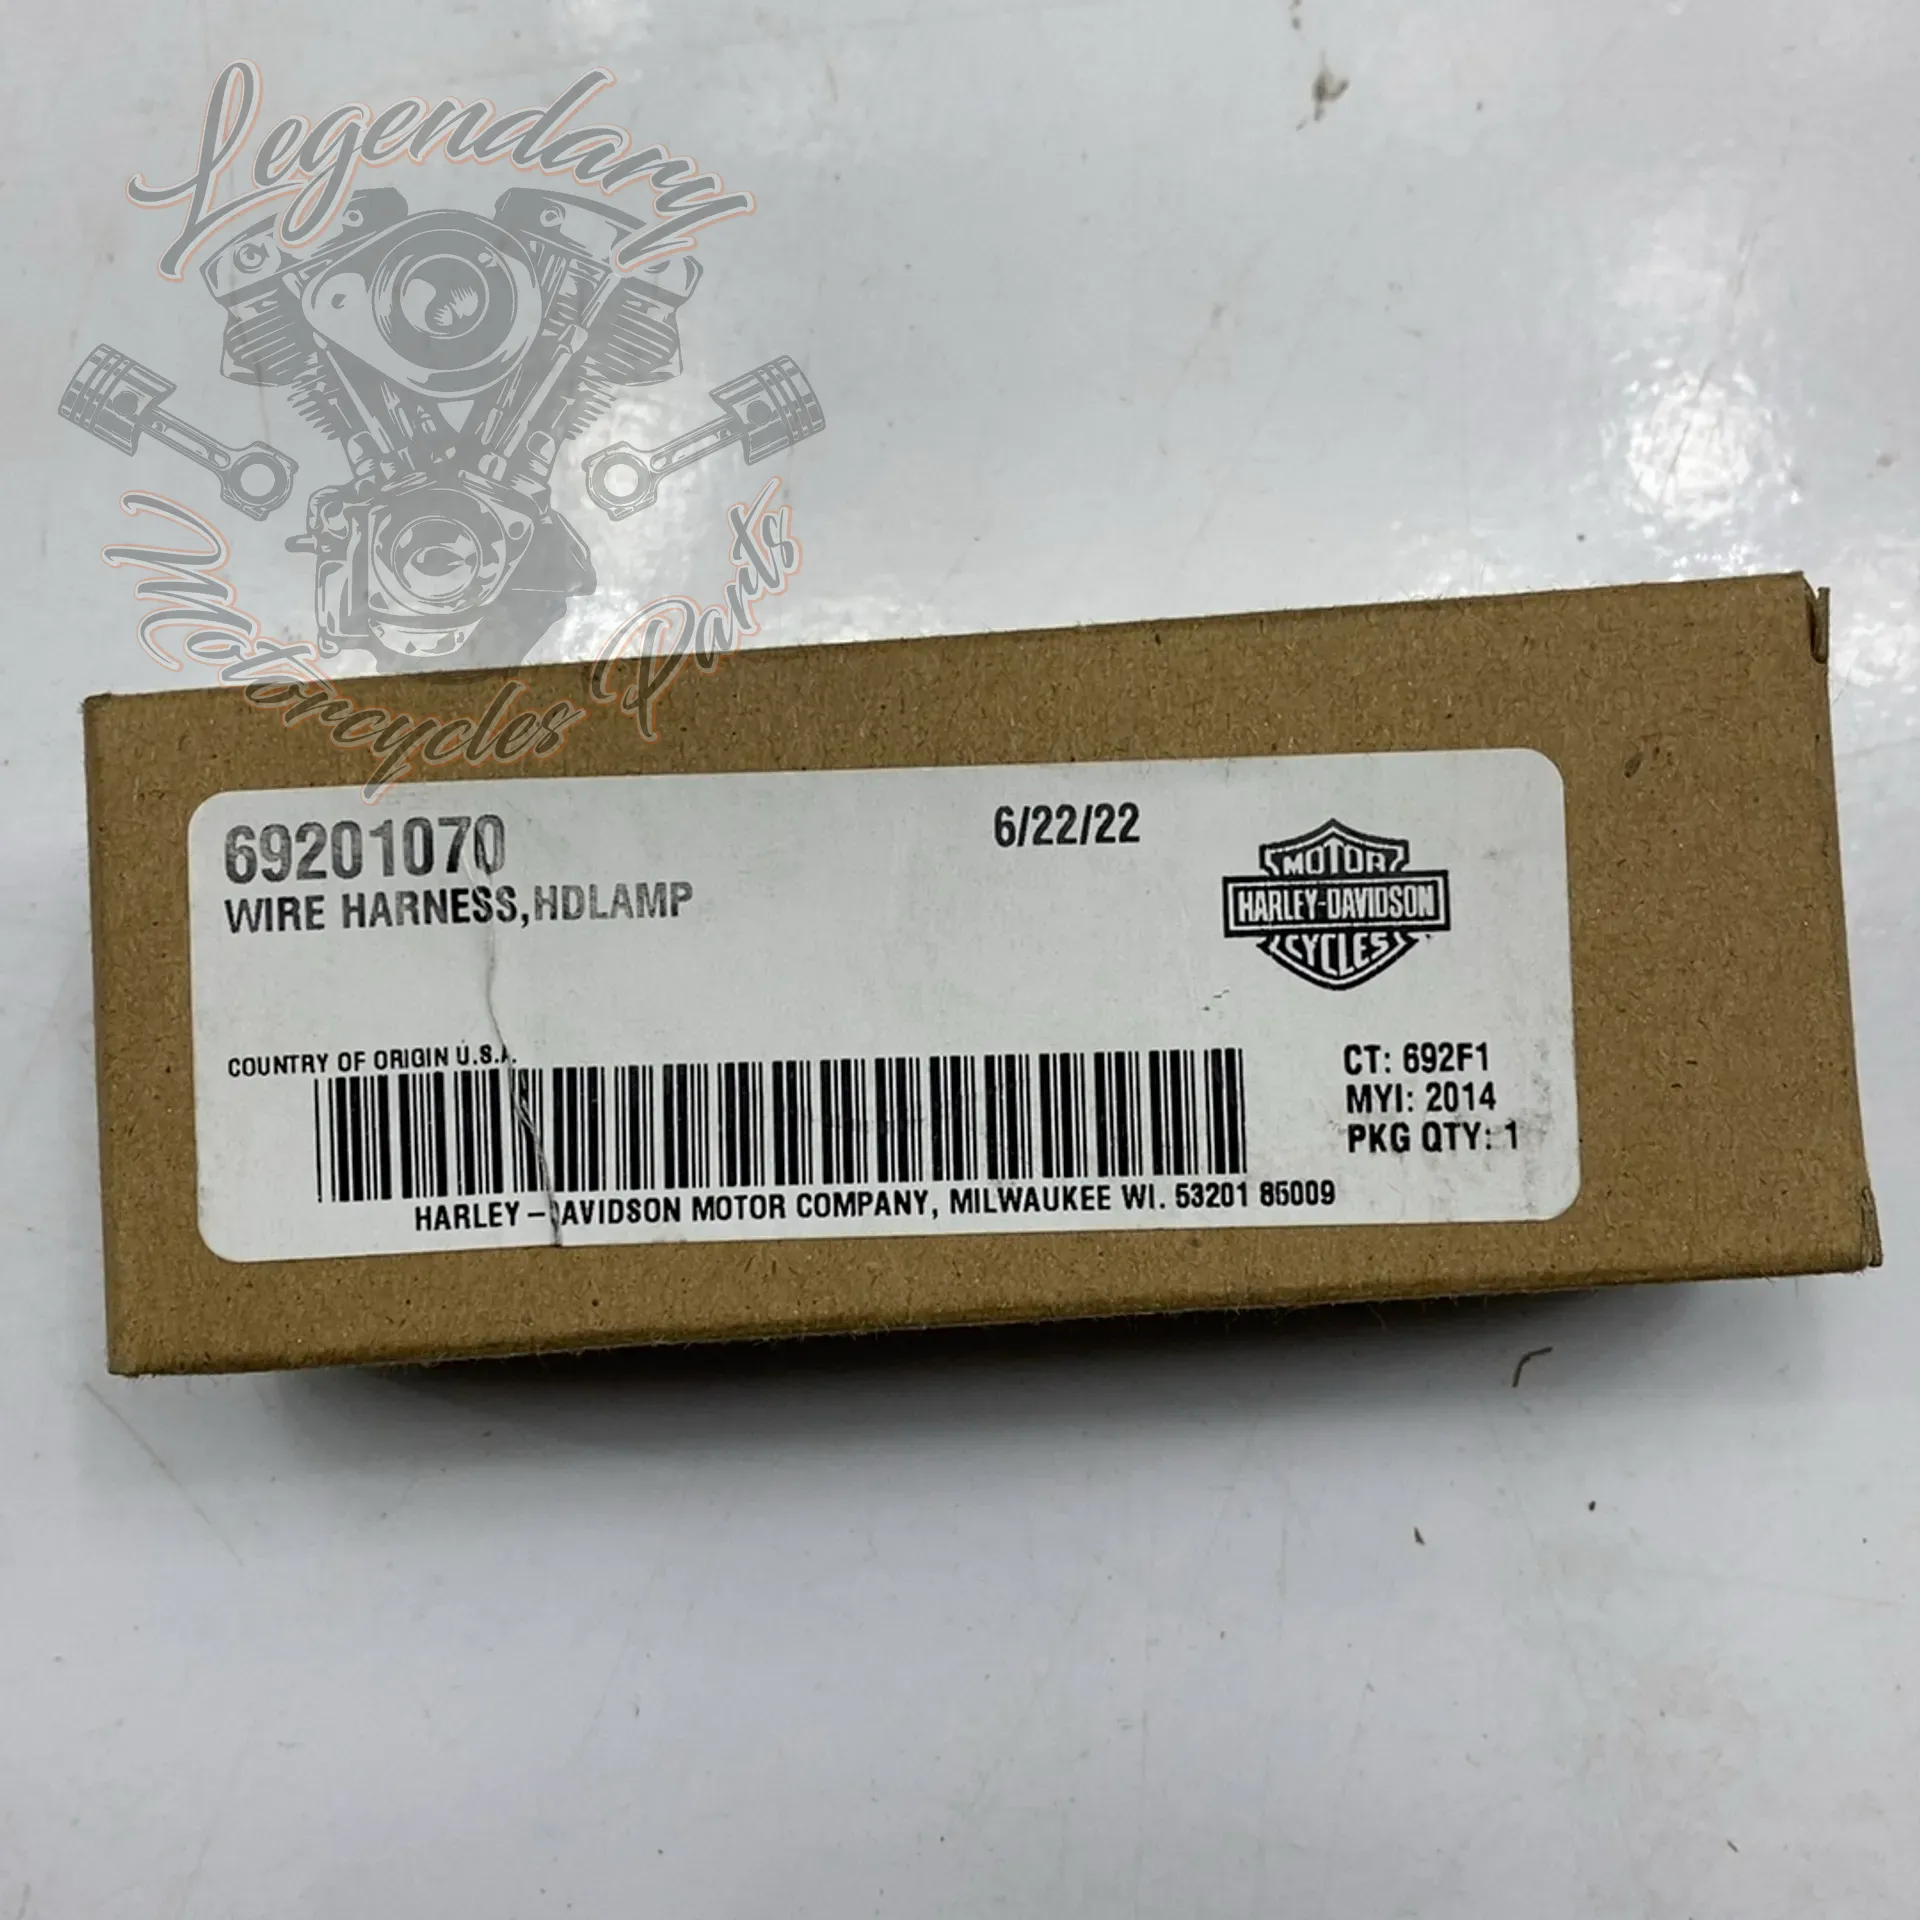 Legendary
Motorcycles Parts
69201070
6/22/22
WIRE HARNESS,HDLAMP
MOTOR
HARLEY-DAVIDSON
CYCLES
COUNTRY OF ORIGIN U.S.A.
CT: 692F1
MYI: 2014
PKG QTY: 1
HARLEY-DAVIDSON MOTOR COMPANY, MILWAUKEE WI. 53201 85009